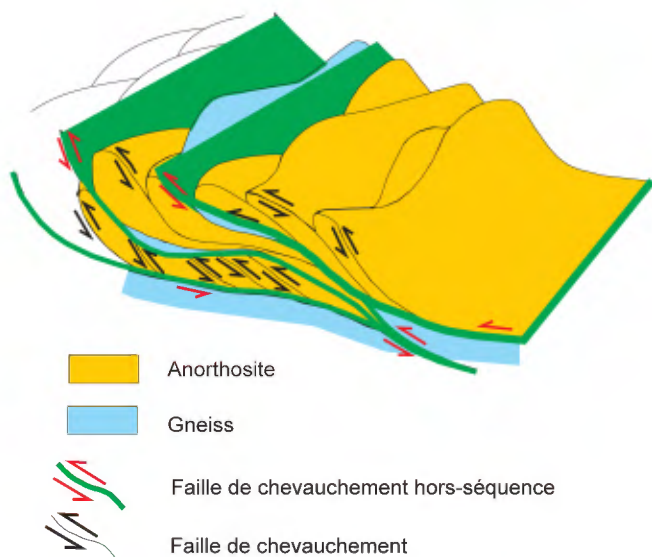 Anorthosite
Gneiss
Faille de chevauchement hors-séquence
Faille de chevauchement